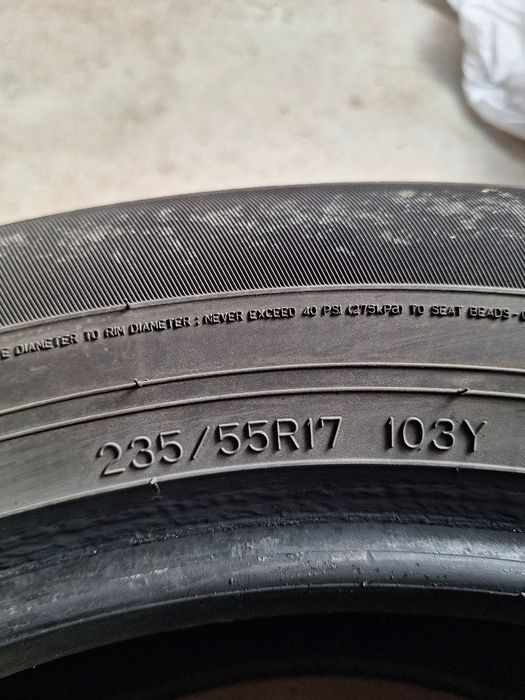 DIAMETER TO RIM DIAMETER ; NEVER EXCEED 40 PSI (275kPa) TO SEAT BEADS-
235/55R17 103Y